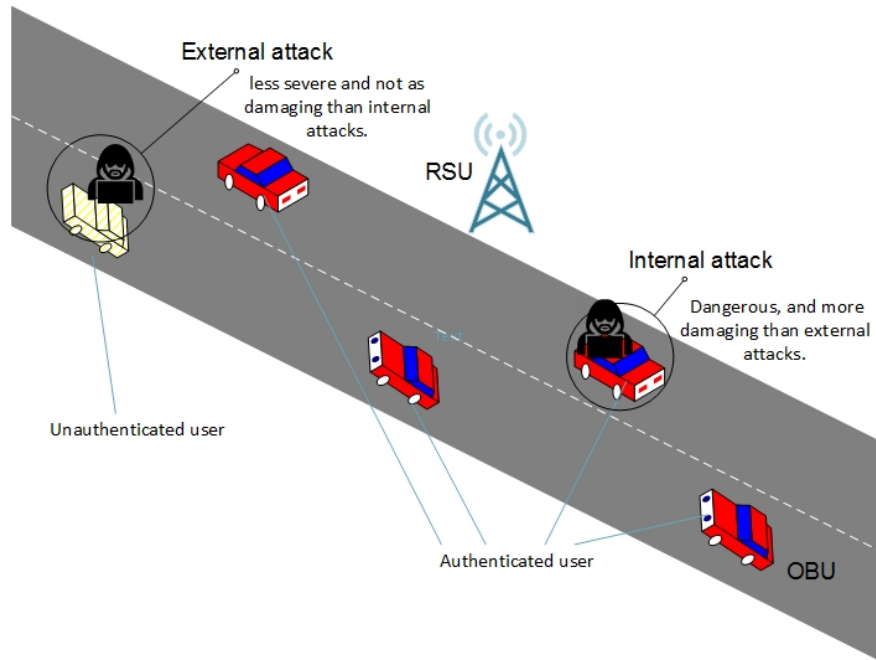 External attack
less severe and not as
damaging than internal
attacks.
RSU
Internal attack
Dangerous, and more
damaging than external
attacks.
Text
Unauthenticated user
Authenticated user
OBU